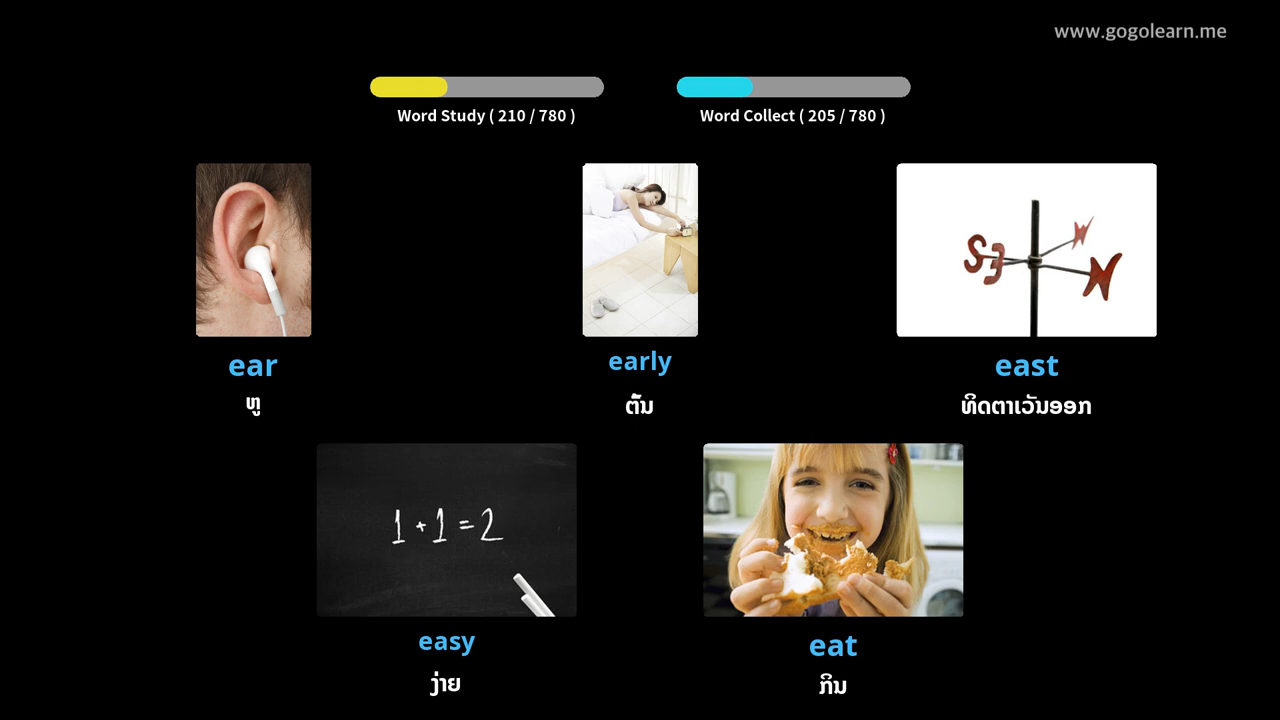 www.gogolearn.me
Word Study ( 210 / 780 )
Word Collect ( 205 / 780 )
S 3 N N
ear
ຫູ
early
ຕົ້ນ
east
ທິດຕາເວັນອອກ
1 + 1 = 2
easy
ງ່າຍ
eat
ກິນ